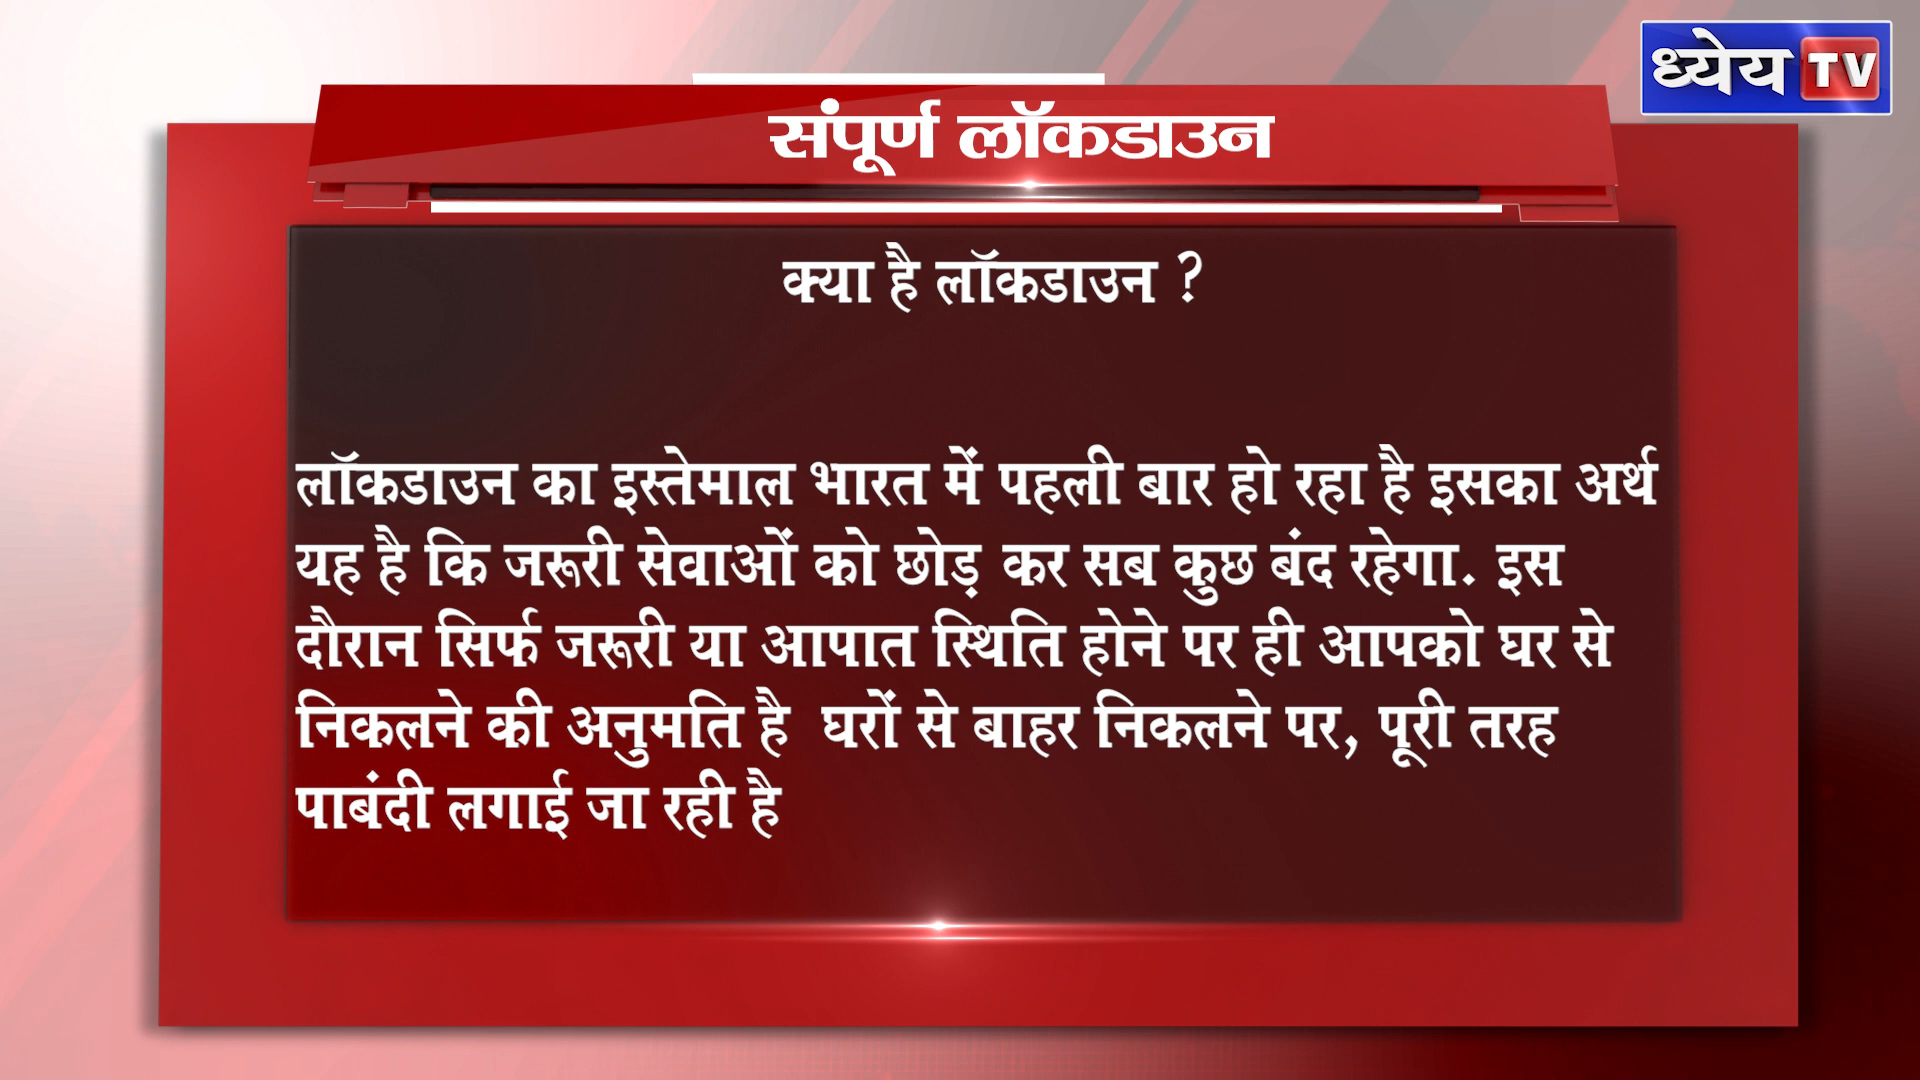 ध्येय TV
संपूर्ण लॉकडाउन
क्या है लॉकडाउन ?
लॉकडाउन का इस्तेमाल भारत में पहली बार हो रहा है इसका अर्थ
यह है कि जरूरी सेवाओं को छोड़ कर सब कुछ बंद रहेगा. इस
दौरान सिर्फ जरूरी या आपात स्थिति होने पर ही आपको घर से
निकलने की अनुमति है घरों से बाहर निकलने पर, पूरी तरह
पाबंदी लगाई जा रही है